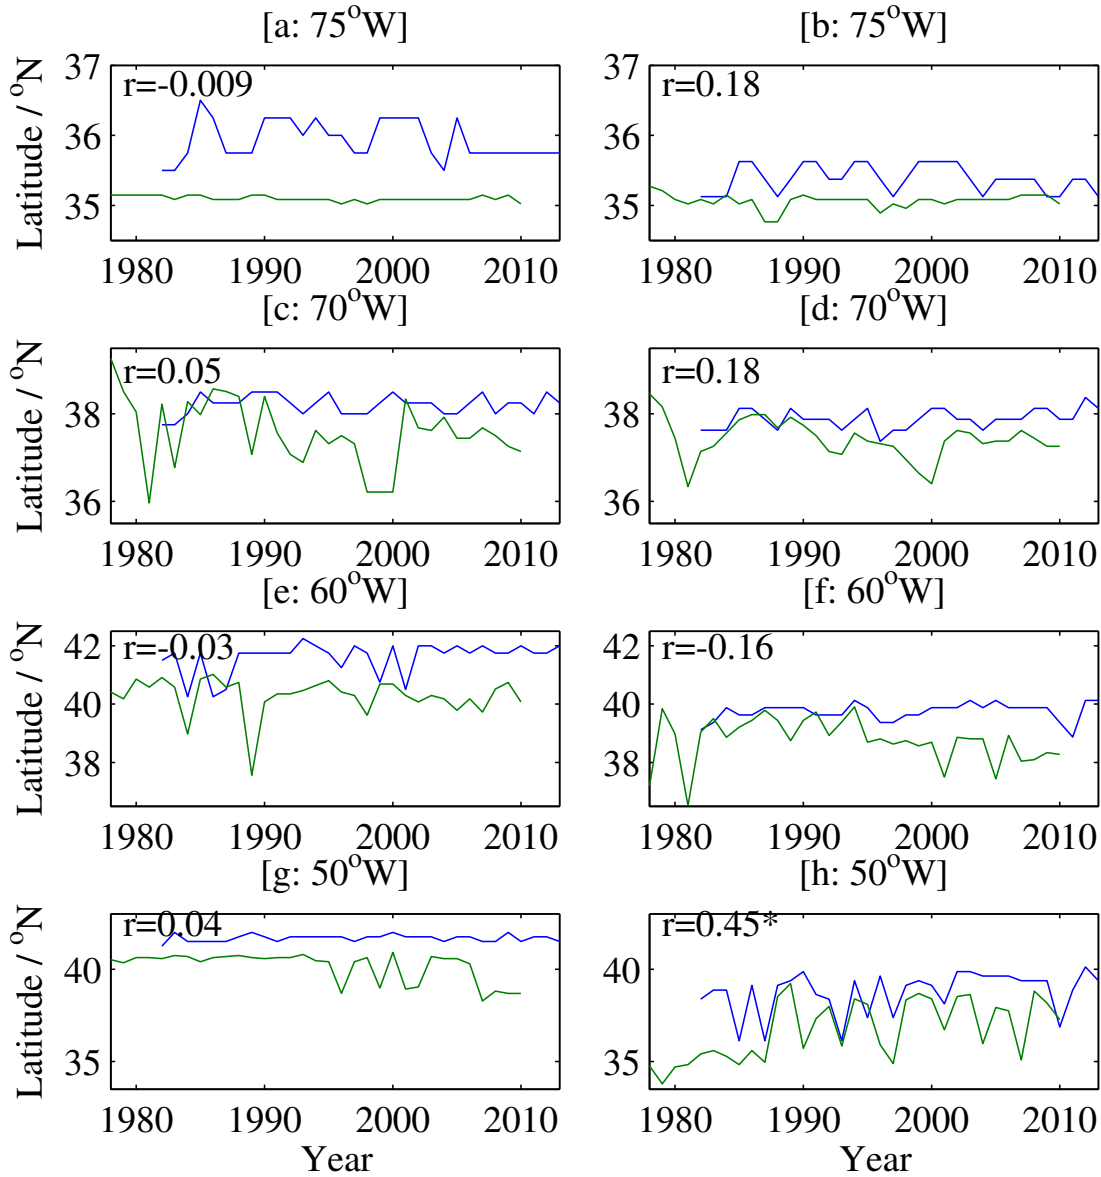 [a: 75°W]
[b: 75°W]
Latitude / °N
37
36
35
r=-0.009
1980 1990 2000 2010
37
36
35
r=0.18
1980 1990 2000 2010
[c: 70°W]
[d: 70°W]
Latitude / °N
38
36
r=0.05
1980 1990 2000 2010
38
36
r=0.18
1980 1990 2000 2010
[e: 60°W]
[f: 60°W]
Latitude / °N
42
40
38
r=-0.03
1980 1990 2000 2010
42
40
38
r=-0.16
1980 1990 2000 2010
[g: 50°W]
[h: 50°W]
Latitude / °N
40
35
r=0.04
1980 1990 2000 2010
Year
40
35
r=0.45*
1980 1990 2000 2010
Year